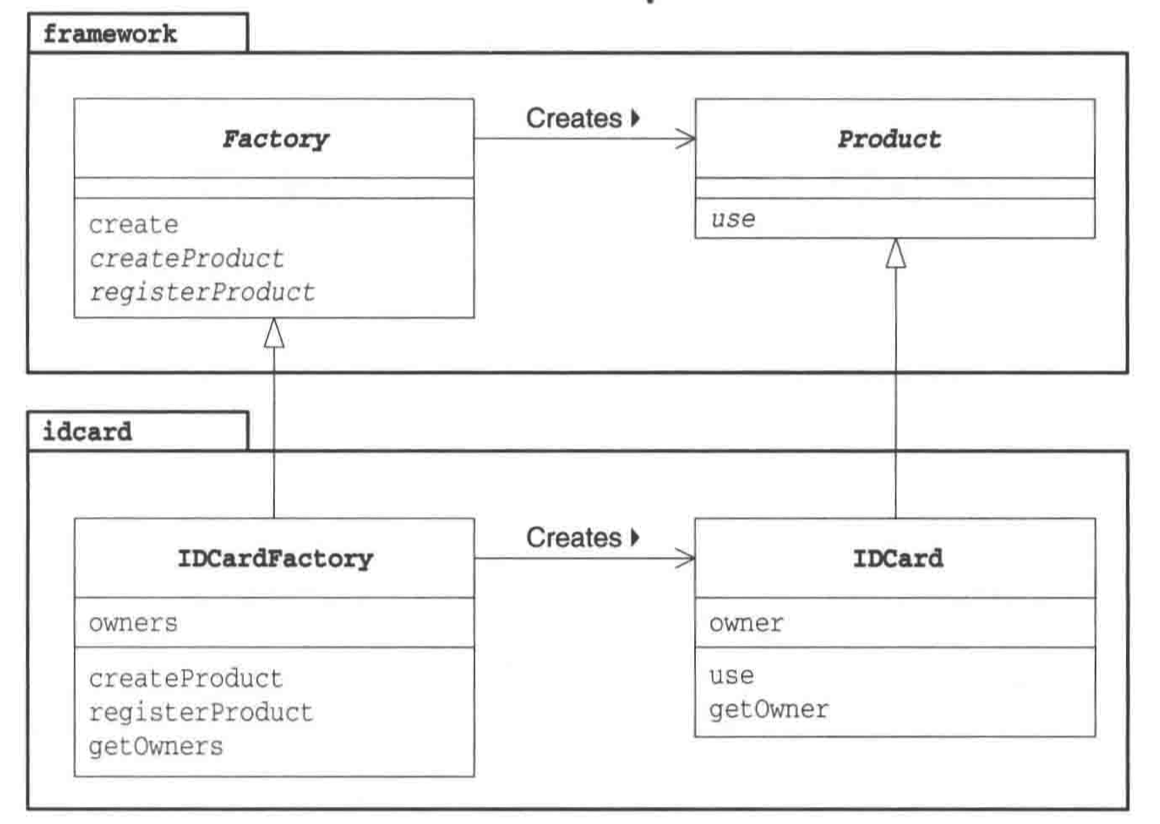 framework
Factory
Creates
Product
create
createProduct
registerProduct
use
idcard
IDCardFactory
Creates
IDCard
owners
createProduct
registerProduct
getOwners
owner
use
getOwner